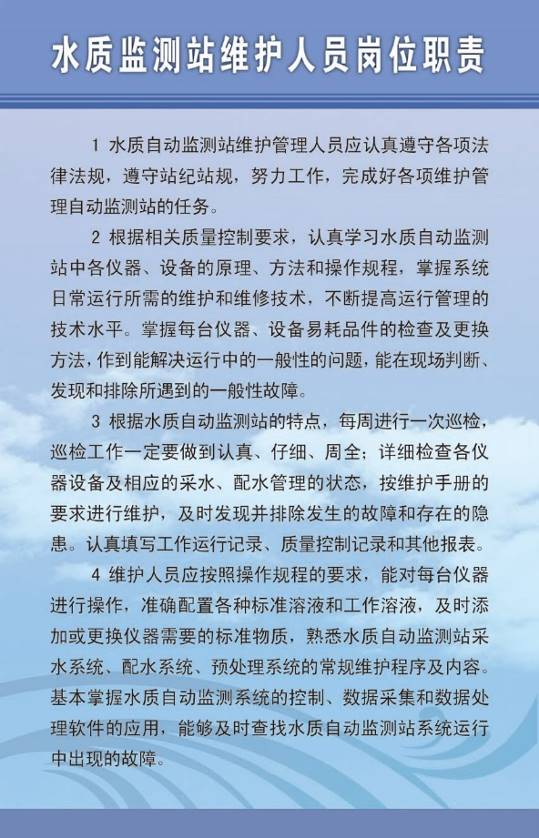 水质监测站维护人员岗位职责
1 水质自动监测站维护管理人员应认真遵守各项法
律法规，遵守站纪站规，努力工作，完成好各项维护管
理自动监测站的任务。
2 根据相关质量控制要求，认真学习水质自动监测
站中各仪器、设备的原理、方法和操作规程，掌握系统
日常运行所需的维护和维修技术，不断提高运行管理的
技术水平。掌握每台仪器、设备易耗品件的检查及更换
方法，作到能解决运行中的一般性的问题，能在现场判断、
发现和排除所遇到的一般性故障。
3 根据水质自动监测站的特点，每周进行一次巡检，
巡检工作一定要做到认真、仔细、周全；详细检查各仪
器设备及相应的采水、配水管理的状态，按维护手册的
要求进行维护，及时发现并排除发生的故障和存在的隐
患。认真填写工作运行记录、质量控制记录和其他报表。
4 维护人员应按照操作规程的要求，能对每台仪器
进行操作，准确配置各种标准溶液和工作溶液，及时添
加或更换仪器需要的标准物质，熟悉水质自动监测站采
水系统、配水系统、预处理系统的常规维护程序及内容。
基本掌握水质自动监测系统的控制、数据采集和数据处
理软件的应用，能够及时查找水质自动监测站系统运行
中出现的故障。